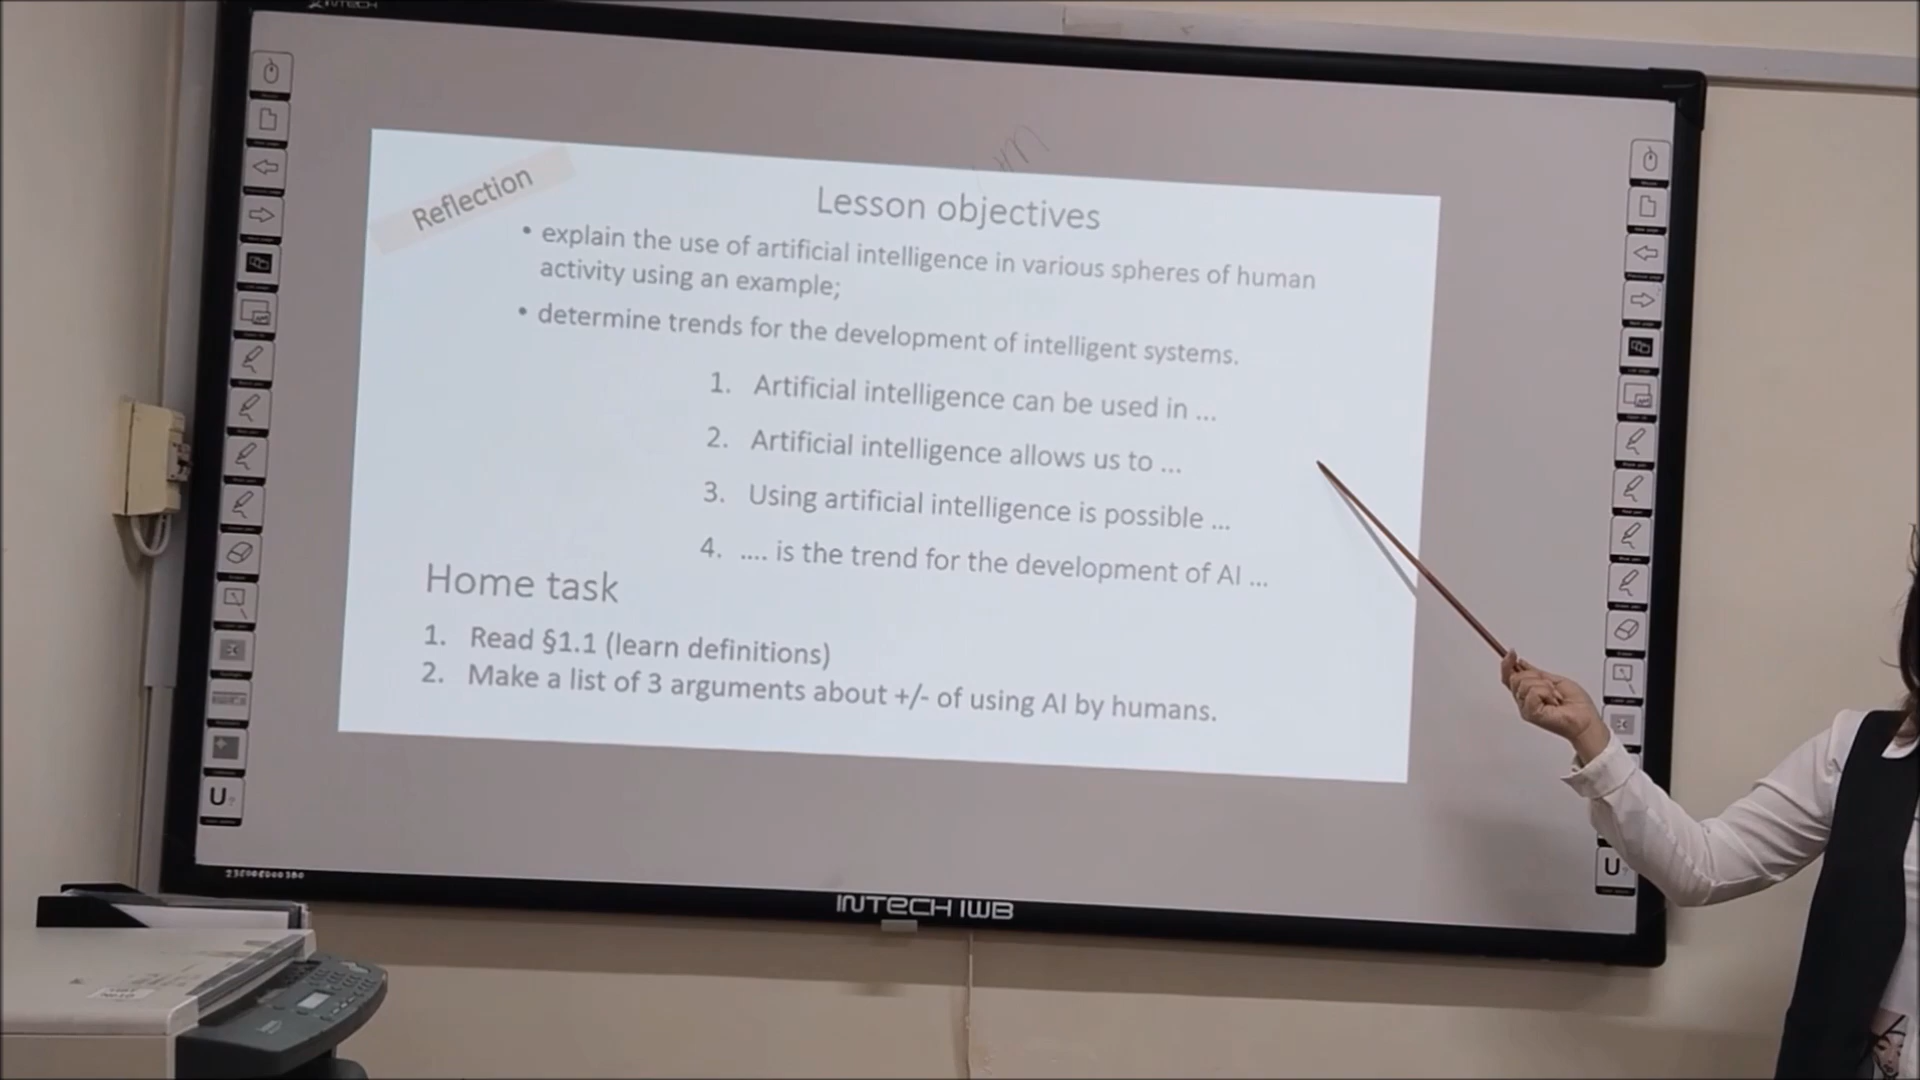 INTECH
Reflection
Lesson objectives
• explain the use of artificial intelligence in various spheres of human
activity using an example;
• determine trends for the development of intelligent systems.
1. Artificial intelligence can be used in ...
2. Artificial intelligence allows us to ...
3. Using artificial intelligence is possible ...
4. .... is the trend for the development of AI ...
Home task
1. Read §1.1 (learn definitions)
2. Make a list of 3 arguments about +/- of using AI by humans.
U
U
INTECH IWB